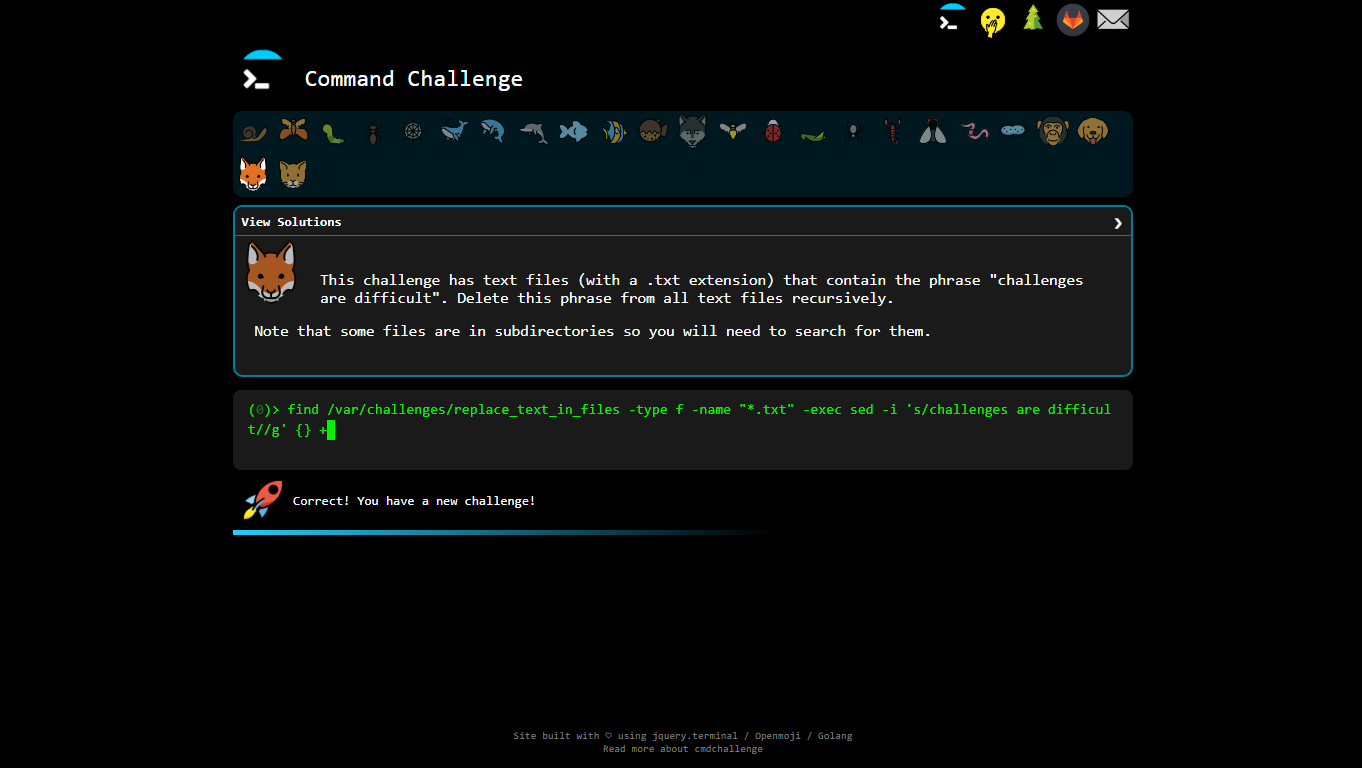 Command Challenge
View Solutions
This challenge has text files (with a .txt extension) that contain the phrase "challenges
are difficult". Delete this phrase from all text files recursively.
Note that some files are in subdirectories so you will need to search for them.
(0)> find /var/challenges/replace_text_in_files -type f -name "*.txt" -exec sed -i 's/challenges are difficul
t//g' {} +
Correct! You have a new challenge!
Site built with ♡ using jquery.terminal / Openmoji / Golang
Read more about cmdchallenge